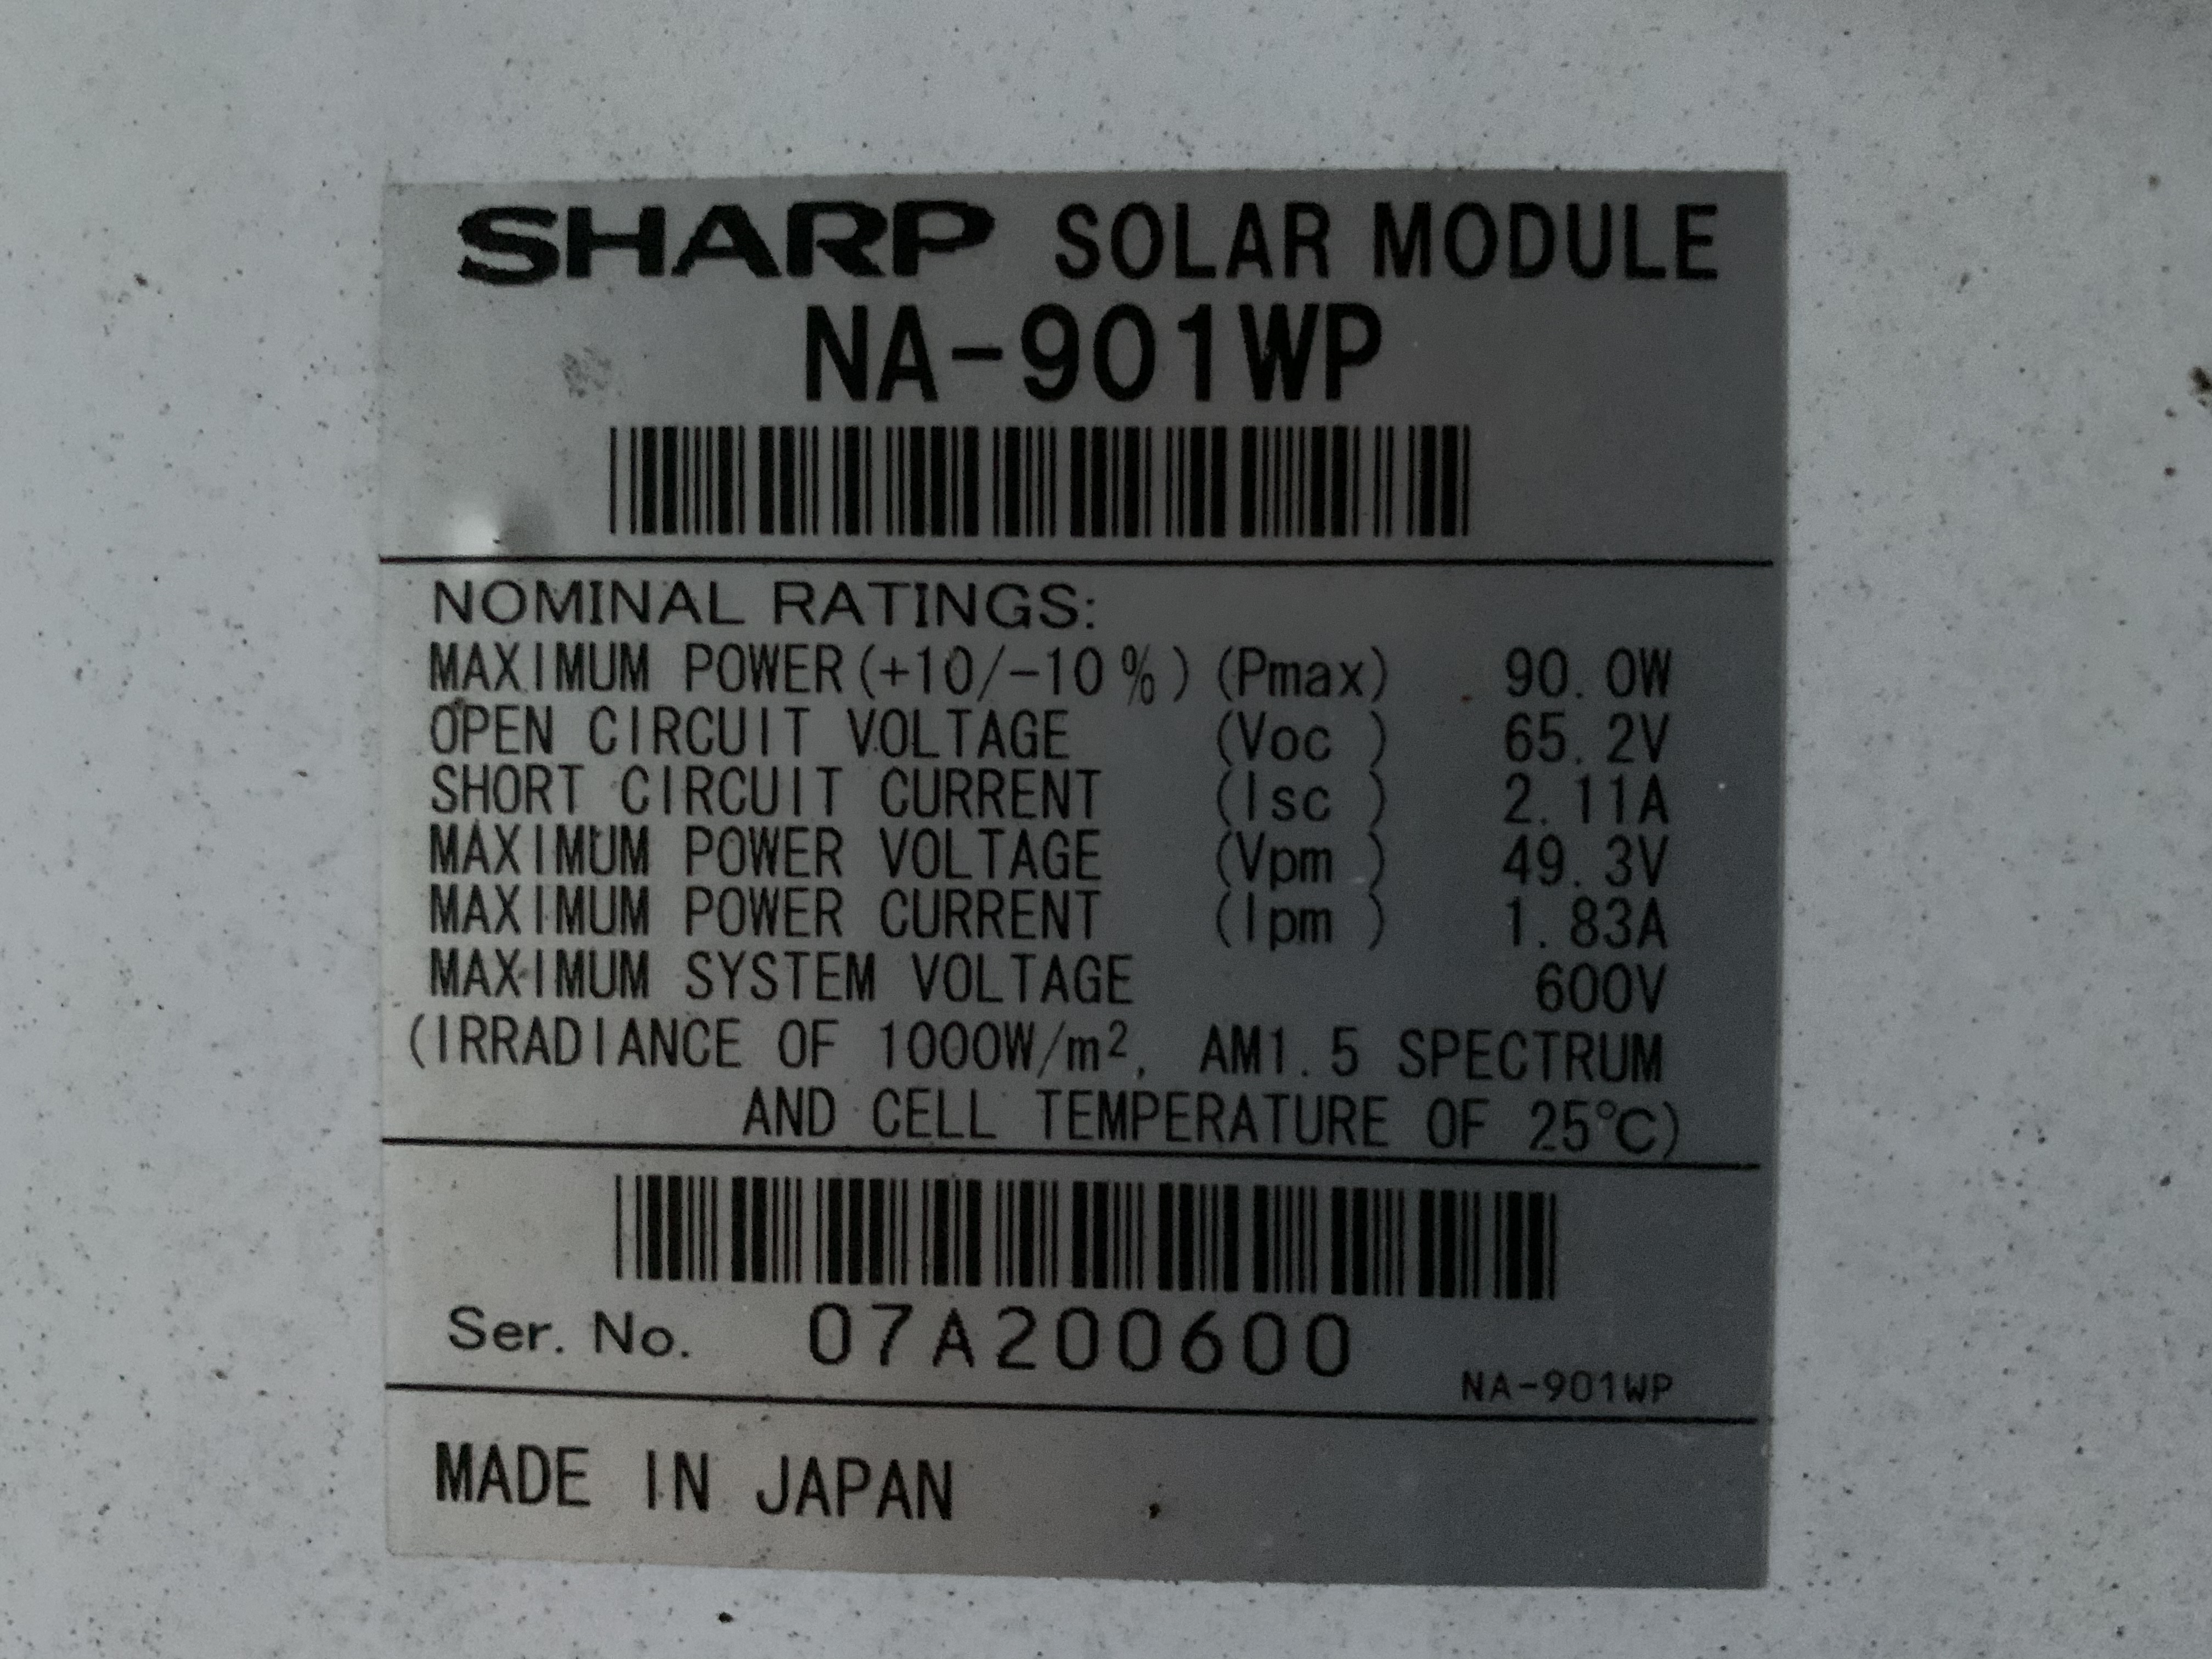 SHARP SOLAR MODULE
NA-901WP
NOMINAL RATINGS:
MAXIMUM POWER(+10/-10%)(Pmax) 90.0W
OPEN CIRCUIT VOLTAGE (Voc ) 65.2V
SHORT CIRCUIT CURRENT (Isc ) 2.11A
MAXIMUM POWER VOLTAGE (Vpm ) 49.3V
MAXIMUM POWER CURRENT (Ipm ) 1.83A
MAXIMUM SYSTEM VOLTAGE 600V
(IRRADIANCE OF 1000W/m², AM1.5 SPECTRUM
AND CELL TEMPERATURE OF 25℃)
Ser. No. 07A200600
NA-901WP
MADE IN JAPAN